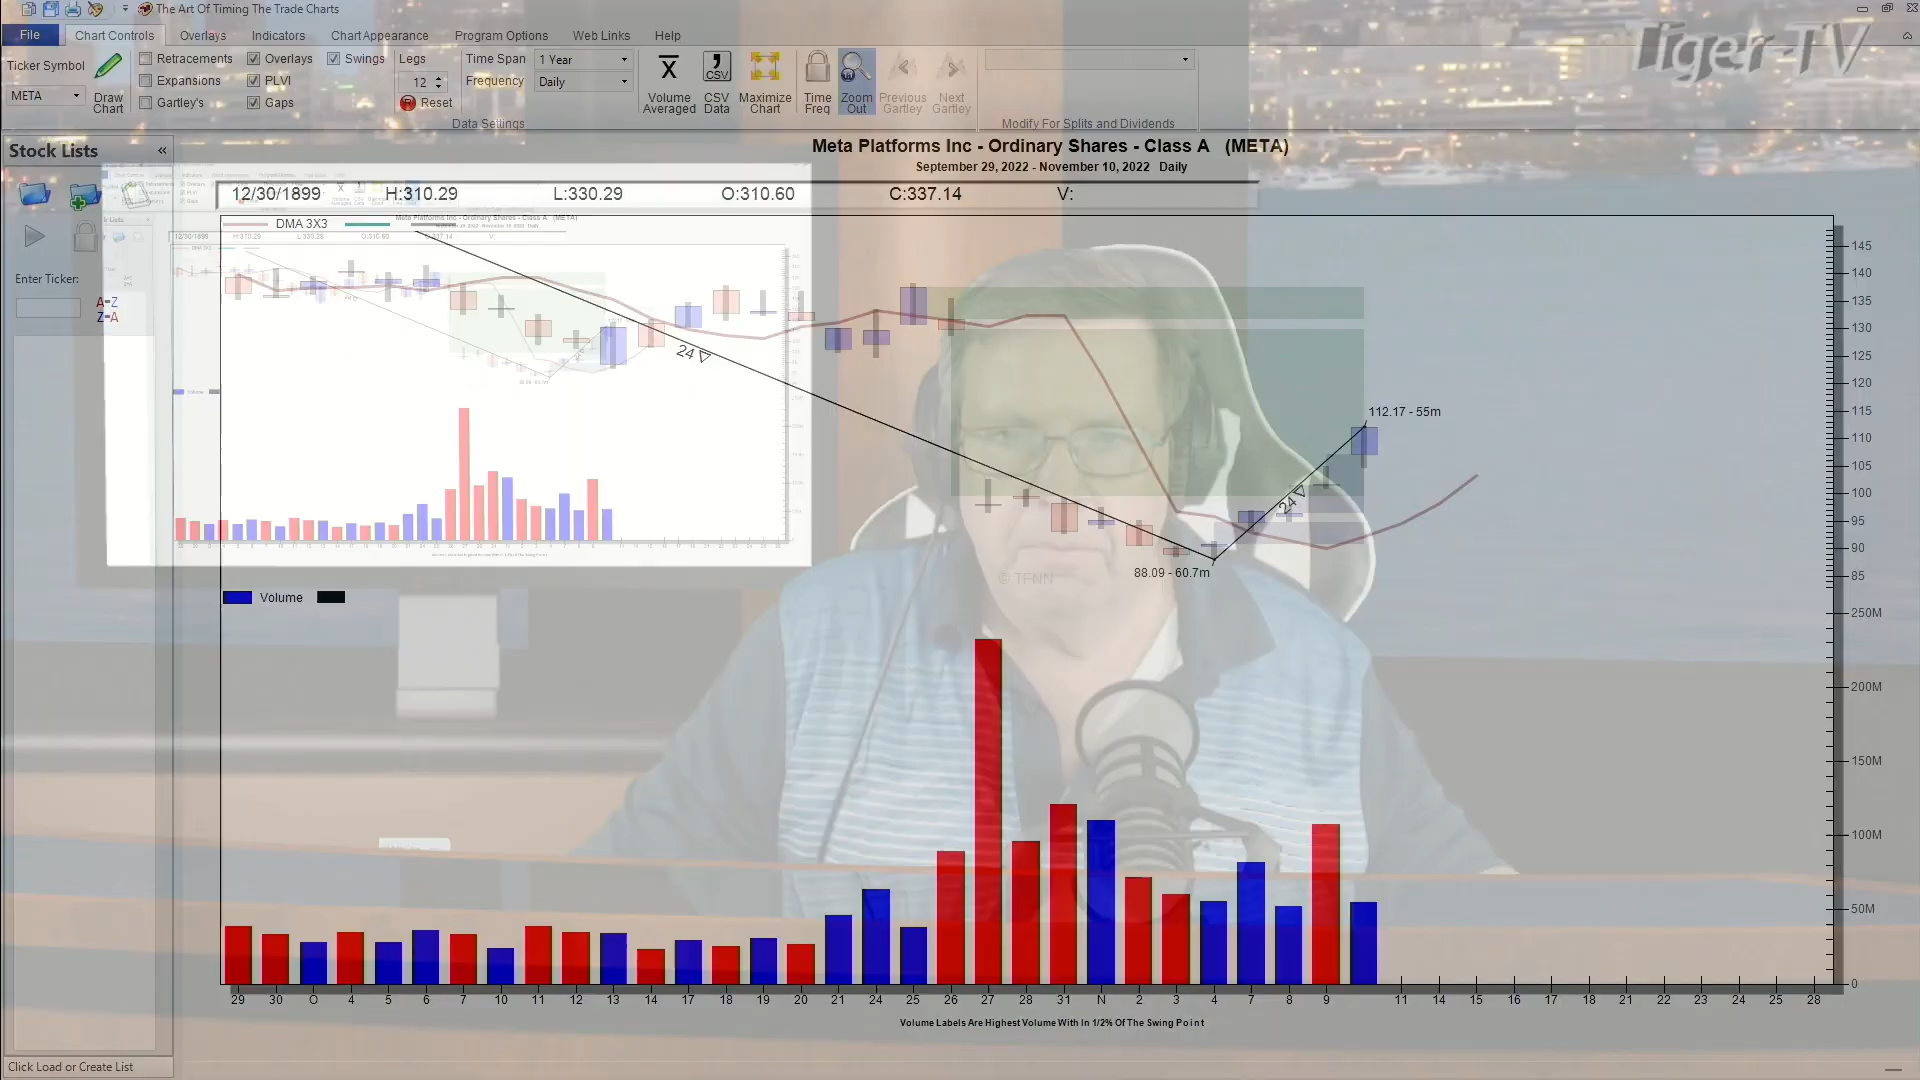 The Art Of Timing The Trade Charts
Tiger-TV
File Chart Controls Overlays Indicators Chart Appearance Program Options Web Links Help
Ticker Symbol
META
Draw Chart
Retracements
Expansions
Gartley's
Overlays
PLVI
Gaps
Swings
Legs
12
Reset
Time Span 1 Year
Frequency Daily
Data Settings
Volume Averaged
CSV
CSV Data
Maximize Chart
Time Freq
Zoom Out
Previous Gartley
Next Gartley
Modify For Splits and Dividends
Stock Lists «
Enter Ticker:
A=Z
Z=A
Click Load or Create List
Meta Platforms Inc - Ordinary Shares - Class A (META)
September 29, 2022 - November 10, 2022 Daily
12/30/1899 H:310.29 L:330.29 O:310.60 C:337.14 V:
DMA 3X3
Meta Platforms Inc - Ordinary Shares - Class A (META)
24
24
112.17 - 55m
88.09 - 60.7m
© TFNN
Volume
145
140
135
130
125
120
115
110
105
100
95
90
85
250M
200M
150M
100M
50M
0
29 30 O 4 5 6 7 10 11 12 13 14 17 18 19 20 21 24 25 26 27 28 31 N 2 3 4 7 8 9 11 14 15 16 17 18 21 22 23 24 25 28
Volume Labels Are Highest Volume With In 1/2% Of The Swing Point